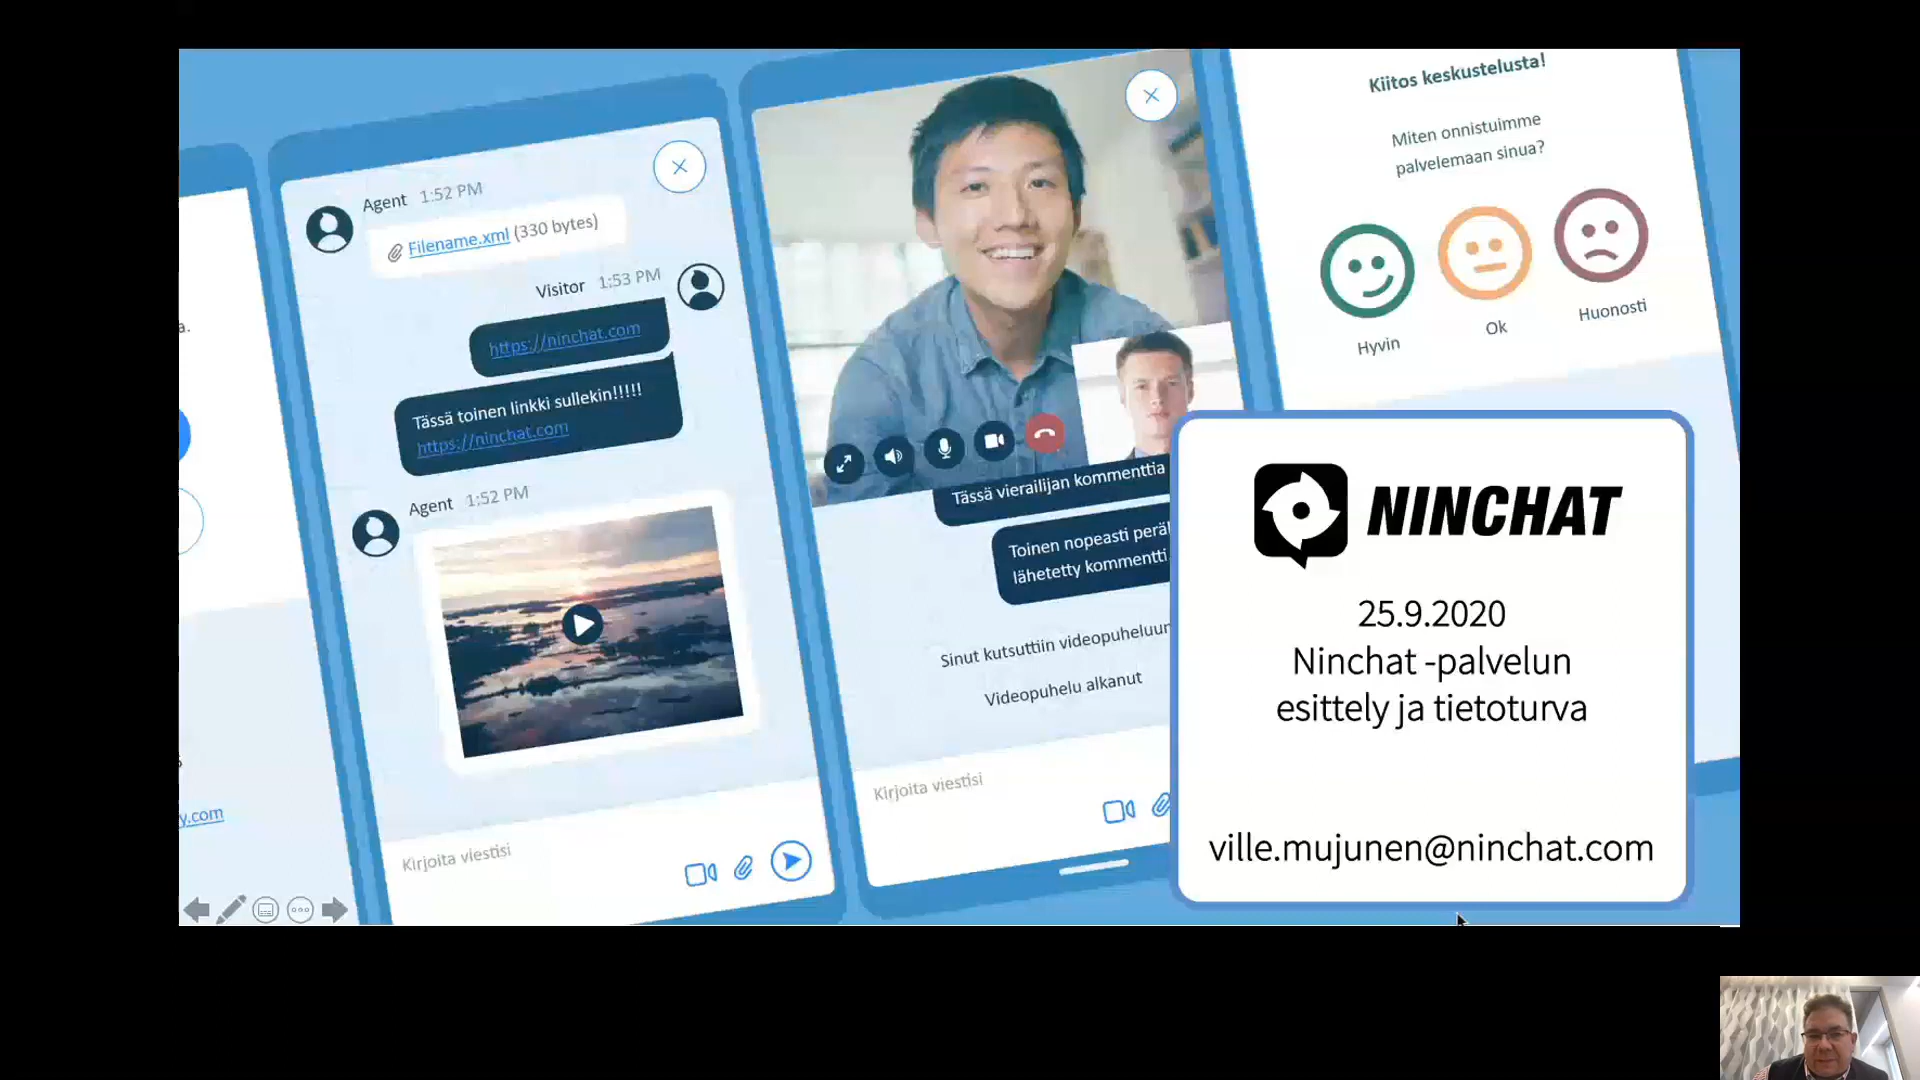 a.
y.com
Agent 1:52 PM
Filename.xml (330 bytes)
Visitor 1:53 PM
https://ninchat.com
Tässä toinen linkki sullekin!!!!!
https://ninchat.com
Agent 1:52 PM
Kirjoita viestisi
Tässä vierailijan kommenttia
Toinen nopeasti peräl
lähetetty kommentti.
Sinut kutsuttiin videopuheluun
Videopuhelu alkanut
Kirjoita viestisi
Kiitos keskustelusta!
Miten onnistuimme
palvelemaan sinua?
Hyvin
Ok
Huonosti
NINCHAT
25.9.2020
Ninchat -palvelun
esittely ja tietoturva
ville.mujunen@ninchat.com